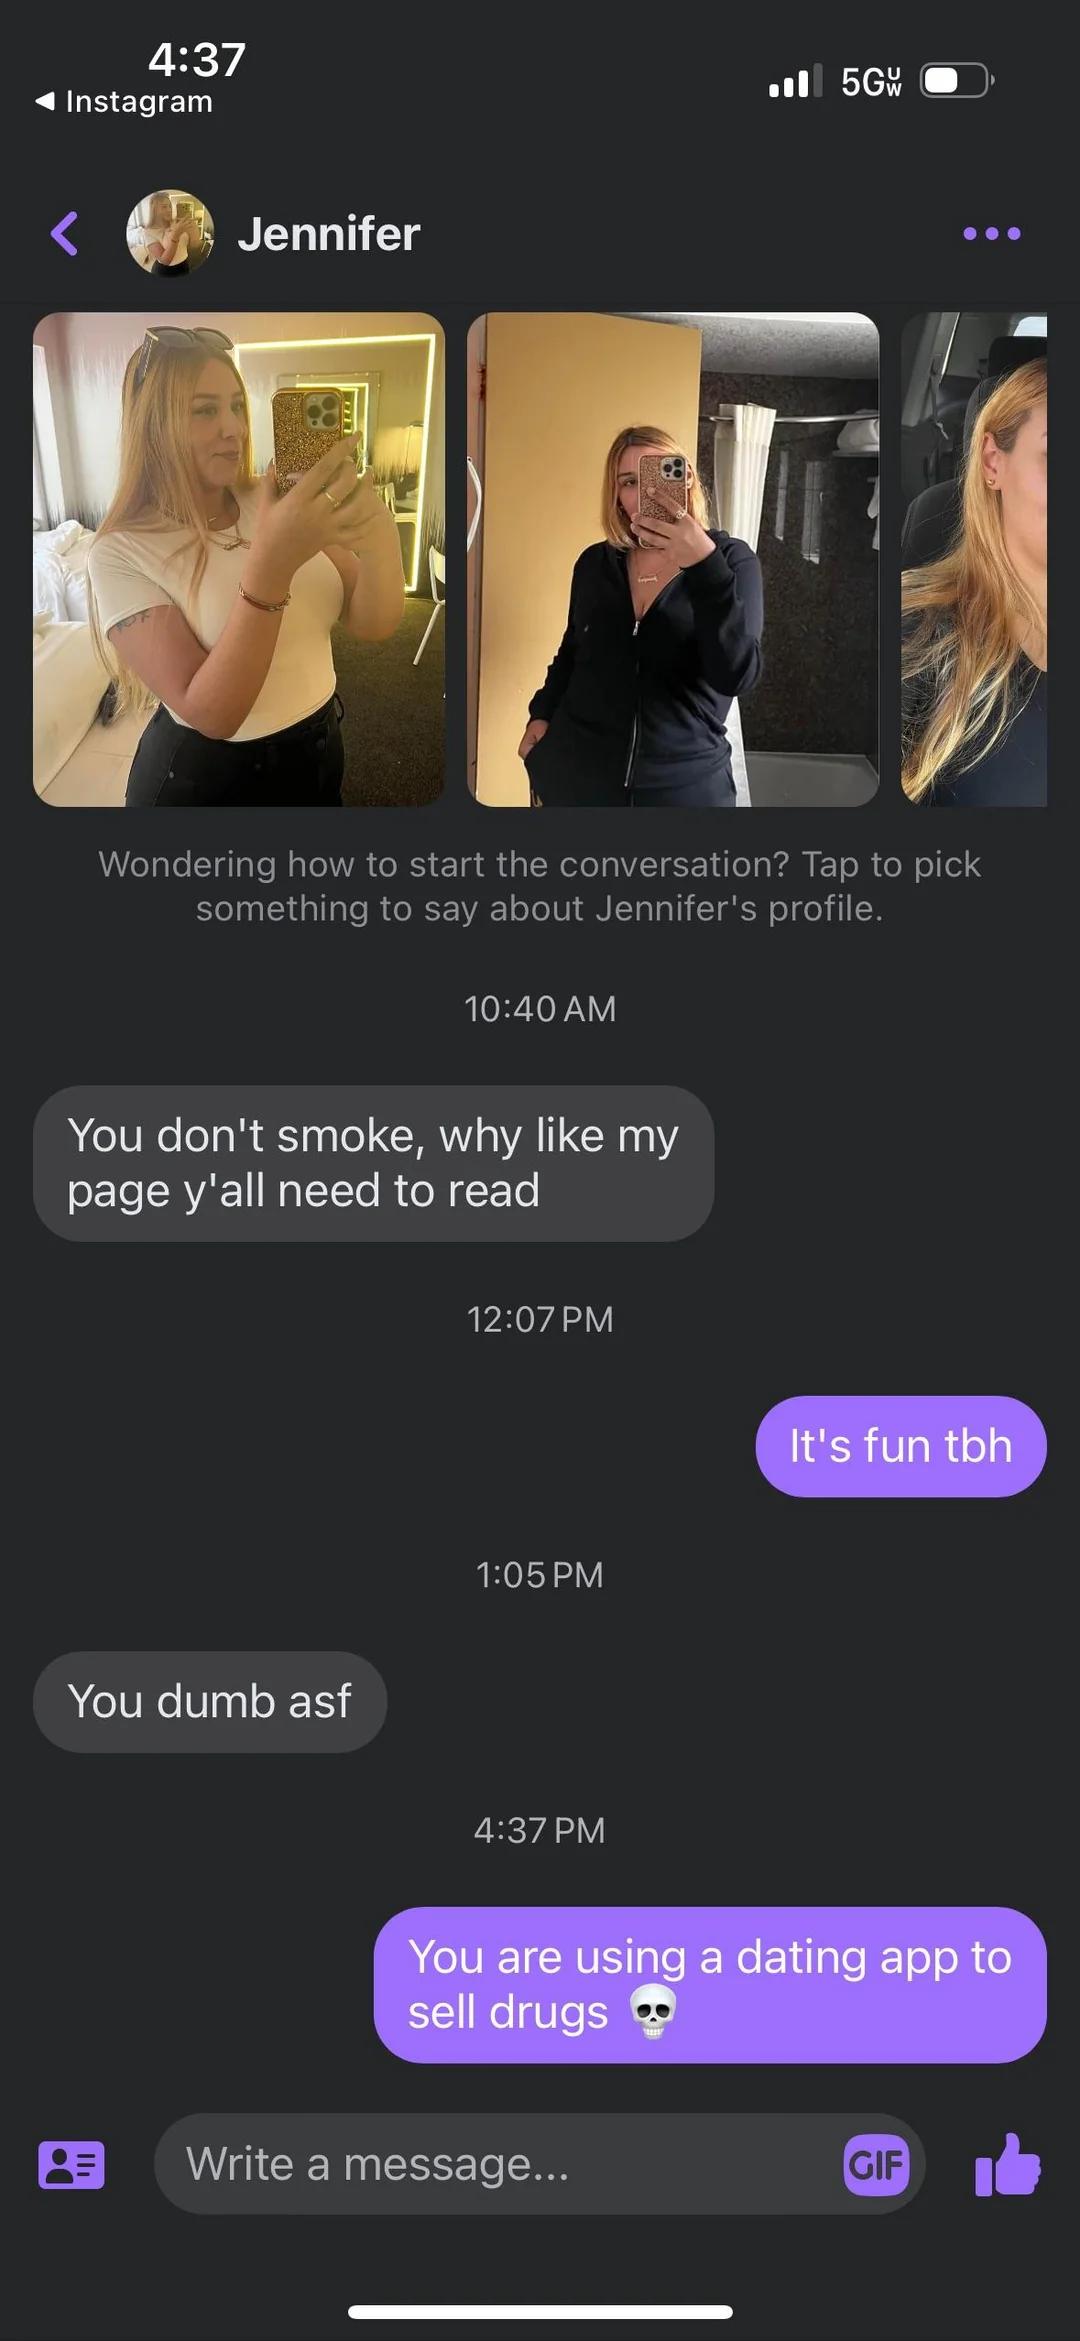 4:37
◀ Instagram
5GUW
Jennifer
Wondering how to start the conversation? Tap to pick
something to say about Jennifer's profile.
10:40 AM
You don't smoke, why like my
page y'all need to read
12:07 PM
It's fun tbh
1:05 PM
You dumb asf
4:37 PM
You are using a dating app to
sell drugs 💀
Write a message...
GIF